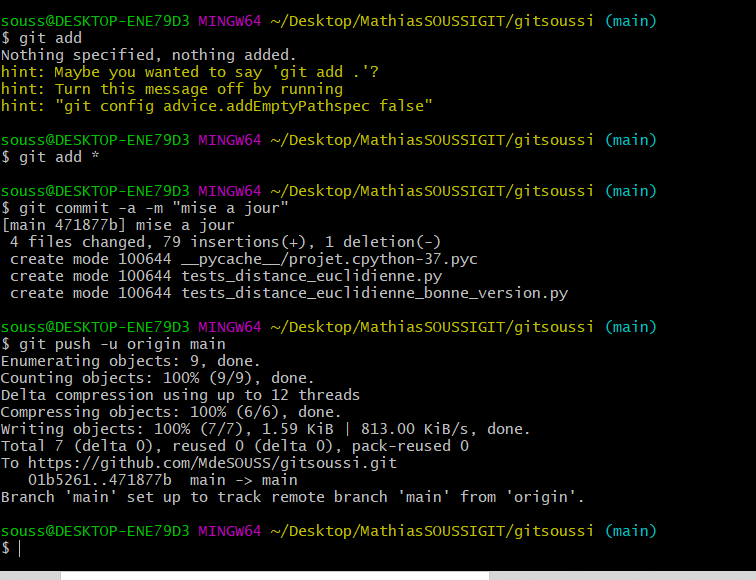 souss@DESKTOP-ENE79D3 MINGW64 ~/Desktop/MathiasSOUSSIGIT/gitsoussi (main)
$ git add
Nothing specified, nothing added.
hint: Maybe you wanted to say 'git add .'?
hint: Turn this message off by running
hint: "git config advice.addEmptyPathspec false"
souss@DESKTOP-ENE79D3 MINGW64 ~/Desktop/MathiasSOUSSIGIT/gitsoussi (main)
$ git add *
souss@DESKTOP-ENE79D3 MINGW64 ~/Desktop/MathiasSOUSSIGIT/gitsoussi (main)
$ git commit -a -m "mise a jour"
[main 471877b] mise a jour
 4 files changed, 79 insertions(+), 1 deletion(-)
 create mode 100644 __pycache__/projet.cpython-37.pyc
 create mode 100644 tests_distance_euclidienne.py
 create mode 100644 tests_distance_euclidienne_bonne_version.py
souss@DESKTOP-ENE79D3 MINGW64 ~/Desktop/MathiasSOUSSIGIT/gitsoussi (main)
$ git push -u origin main
Enumerating objects: 9, done.
Counting objects: 100% (9/9), done.
Delta compression using up to 12 threads
Compressing objects: 100% (6/6), done.
Writing objects: 100% (7/7), 1.59 KiB | 813.00 KiB/s, done.
Total 7 (delta 0), reused 0 (delta 0), pack-reused 0
To https://github.com/MdeSOUSS/gitsoussi.git
   01b5261..471877b  main -> main
Branch 'main' set up to track remote branch 'main' from 'origin'.
souss@DESKTOP-ENE79D3 MINGW64 ~/Desktop/MathiasSOUSSIGIT/gitsoussi (main)
$